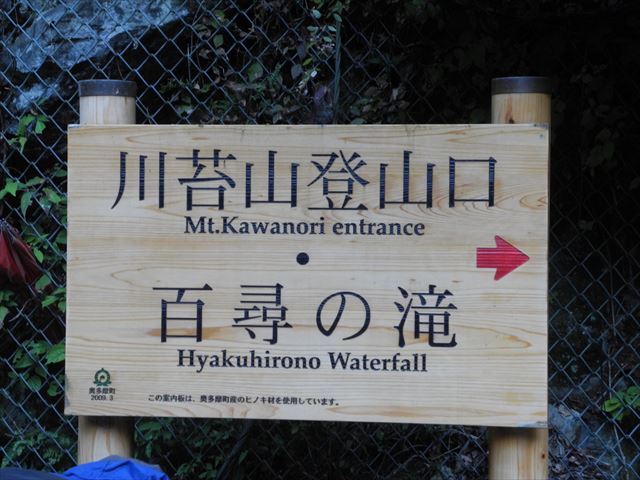 川苔山登山口
Mt.Kawanori entrance
・
百尋の滝
Hyakuhirono Waterfall
奥多摩町
2009.3
この案内板は、奥多摩町産のヒノキ材を使用しています。